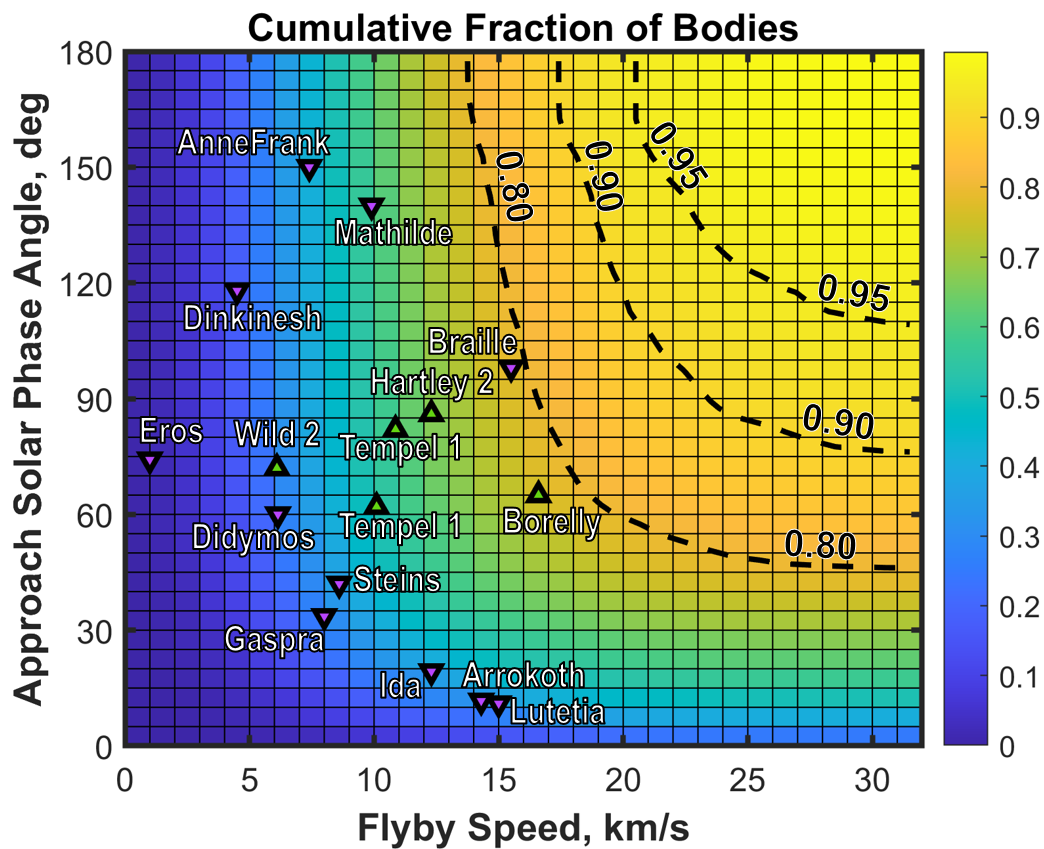 Cumulative Fraction of Bodies
Approach Solar Phase Angle, deg
180
150
120
90
60
30
0
AnneFrank
Mathilde
Dinkinesh
Braille
Hartley 2
Eros
Wild 2
Tempel 1
Didymos
Tempel 1
Borelly
Steins
Gaspra
Ida
Arrokoth
Lutetia
0.80
0.90
0.95
0.95
0.90
0.80
0
5
10
15
20
25
30
Flyby Speed, km/s
0.9
0.8
0.7
0.6
0.5
0.4
0.3
0.2
0.1
0